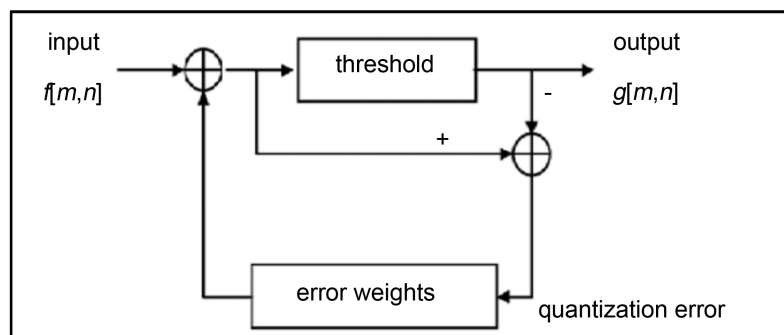 input
threshold
output
f[m,n]
-
g[m,n]
+
error weights
quantization error